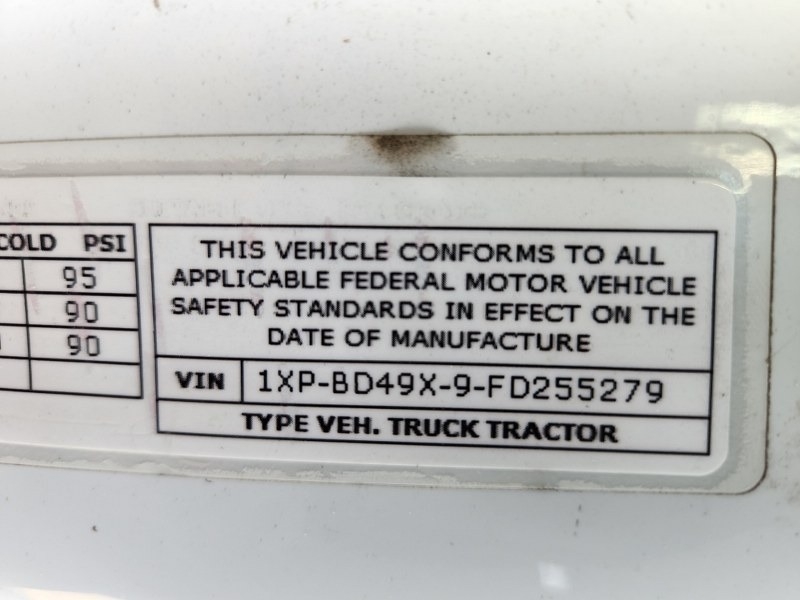 COLD PSI
95
90
90
THIS VEHICLE CONFORMS TO ALL
APPLICABLE FEDERAL MOTOR VEHICLE
SAFETY STANDARDS IN EFFECT ON THE
DATE OF MANUFACTURE
VIN 1XP-BD49X-9-FD255279
TYPE VEH. TRUCK TRACTOR